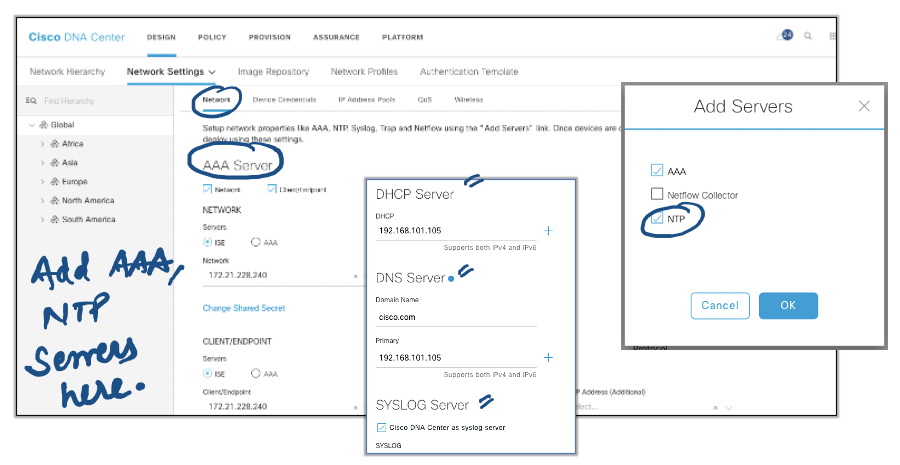 Cisco DNA Center DESIGN POLICY PROVISION ASSURANCE PLATFORM 24
Network Hierarchy Network Settings Image Repository Network Profiles Authentication Template
Find Hierarchy
Global
Africa
Asia
Europe
North America
South America
Network Device Credentials IP Address Pools QoS Wireless
Setup network properties like AAA, NTP, Syslog, Trap and Netflow using the "Add Servers" link. Once devices are
deploy using these settings.
AAA Server
Network Client/Endpoint
NETWORK
Servers
ISE AAA
Network
172.21.228.240
Change Shared Secret
CLIENT/ENDPOINT
Servers
ISE AAA
Client/Endpoint
172.21.228.240
DHCP Server
DHCP
192.168.101.105
Supports both IPv4 and IPv6
DNS Server
Domain Name
cisco.com
Primary
192.168.101.105
Supports both IPv4 and IPv6
SYSLOG Server
Cisco DNA Center as syslog server
SYSLOG
Add Servers
AAA
Netflow Collector
NTP
Cancel OK
Protocol
Address (Additional)
Add AAA,
NTP
Servers
here.